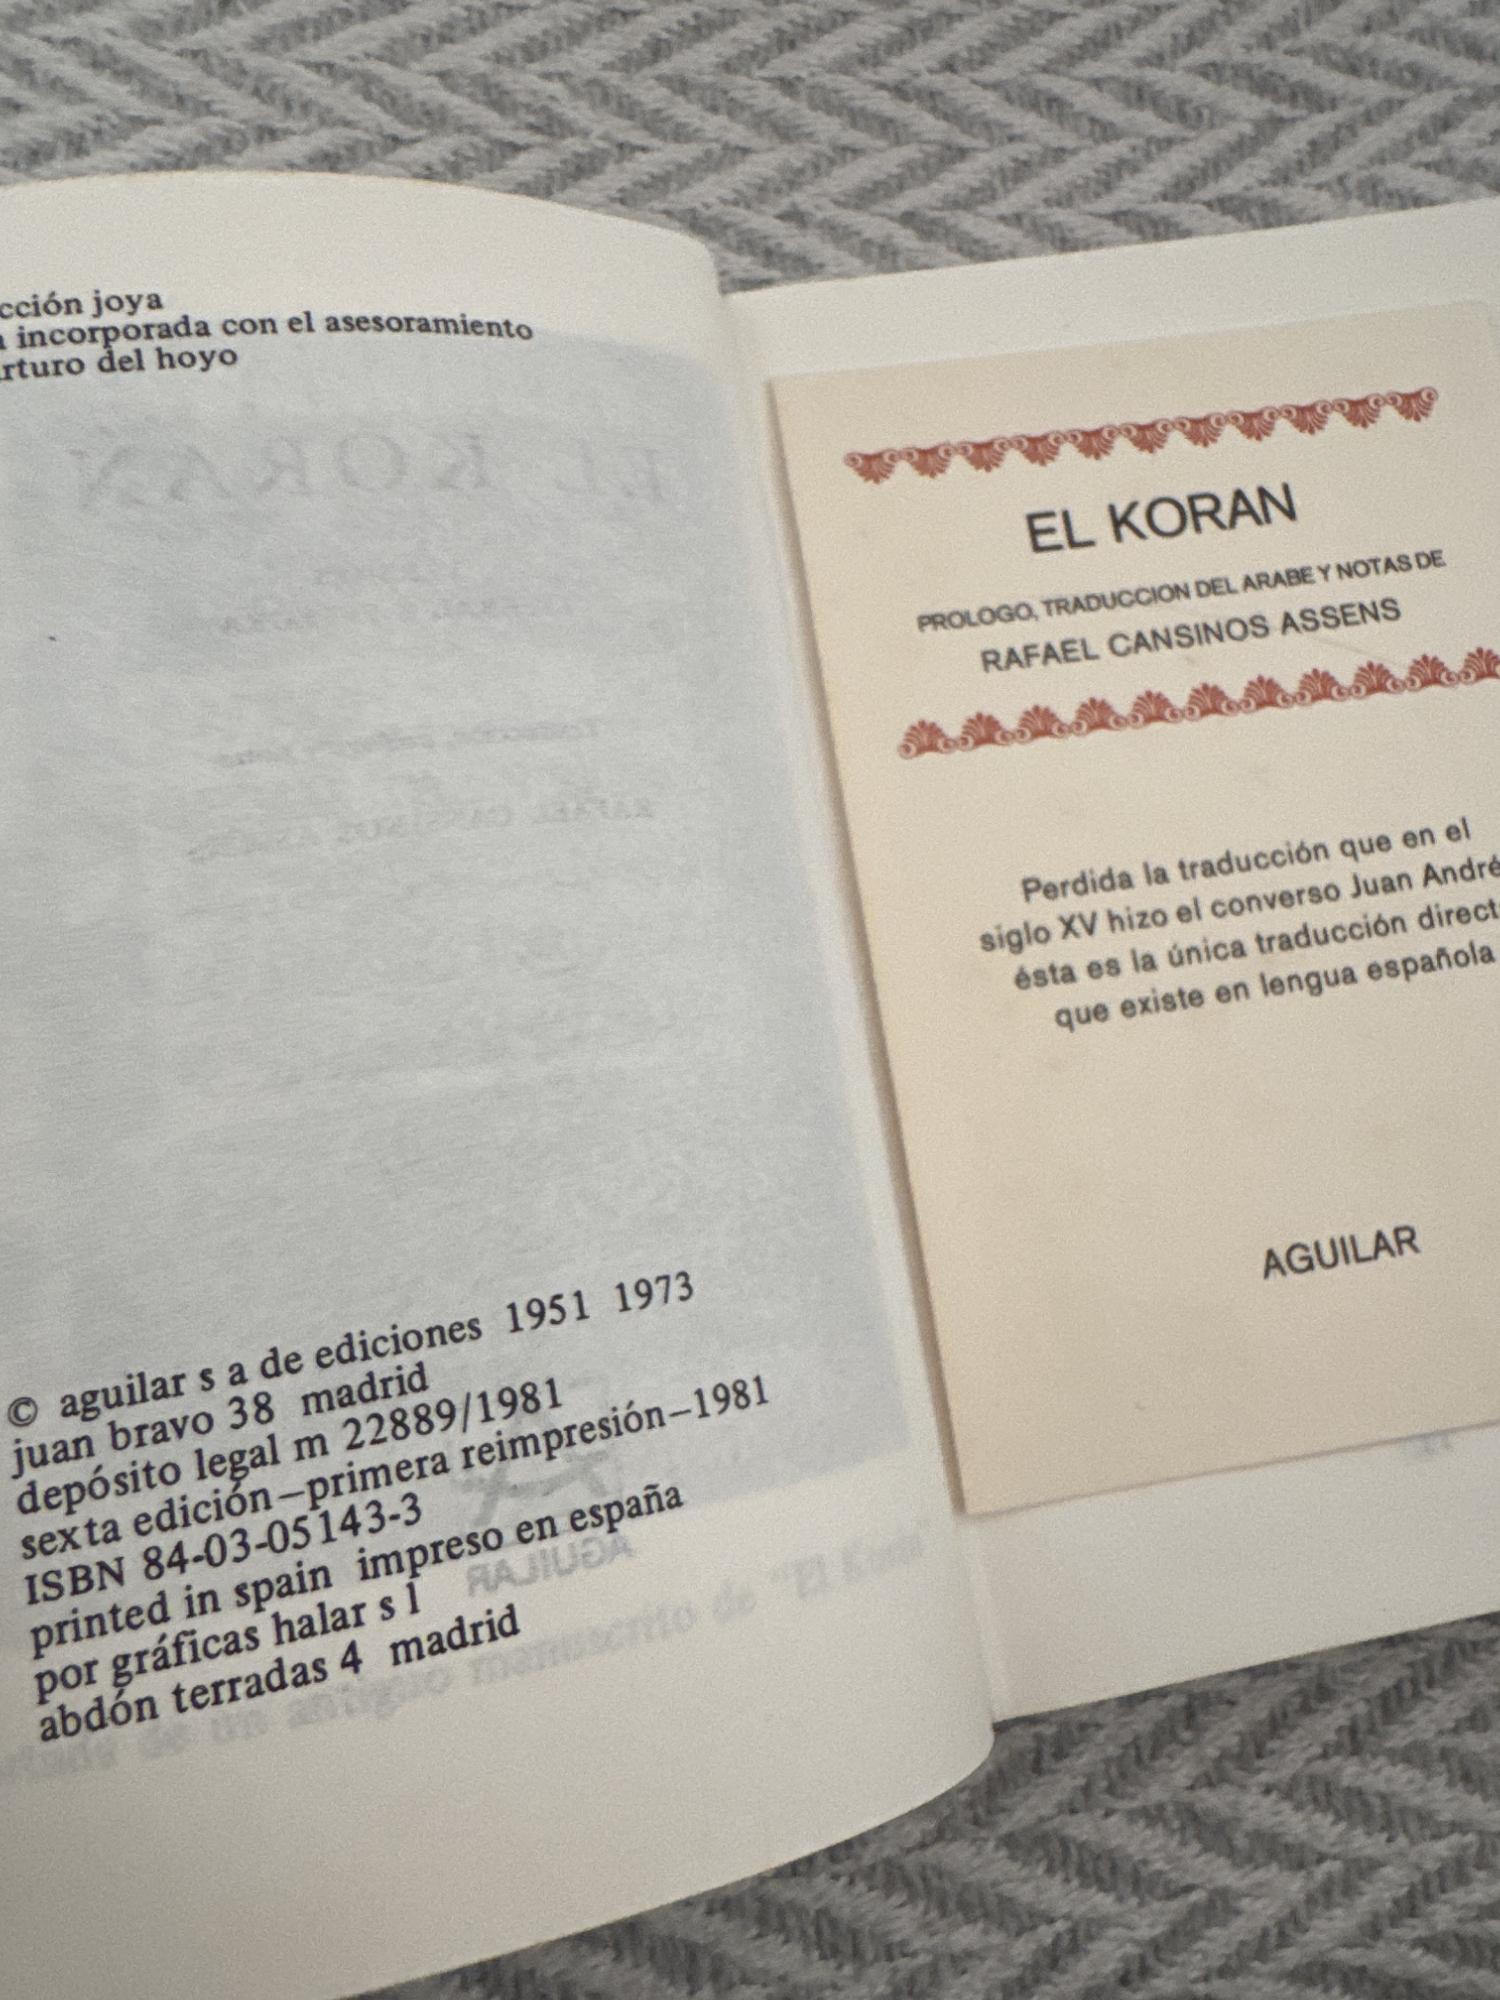 cción joya
incorporada con el asesoramiento
rturo del hoyo
© aguilar s a de ediciones 1951 1973
juan bravo 38 madrid
depósito legal m 22889/1981
sexta edición–primera reimpresión–1981
ISBN 84-03-05143-3
printed in spain impreso en españa
por gráficas halar s l
abdón terradas 4 madrid
EL KORAN
PROLOGO, TRADUCCION DEL ARABE Y NOTAS DE
RAFAEL CANSINOS ASSENS
Perdida la traducción que en el
siglo XV hizo el converso Juan André
ésta es la única traducción direct
que existe en lengua española
AGUILAR